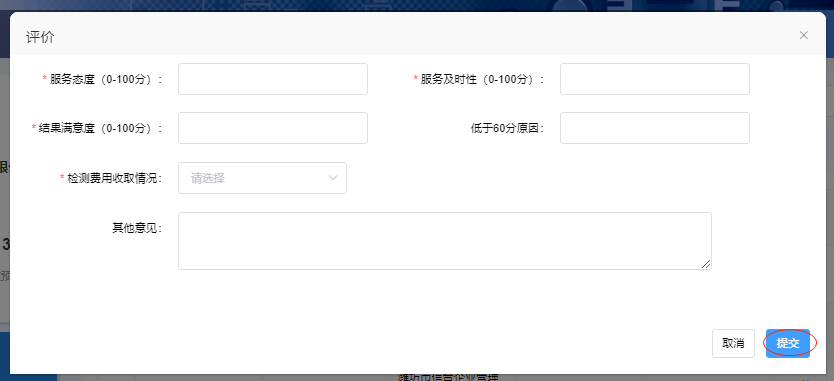 评价
* 服务态度（0-100分）:
* 服务及时性（0-100分）:
* 结果满意度（0-100分）:
低于60分原因:
* 检测费用收取情况:
请选择
其他意见:
取消
提交